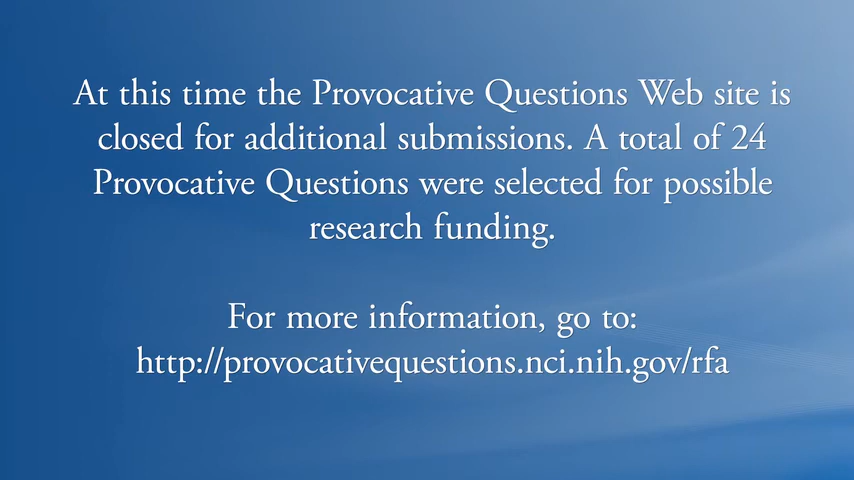 At this time the Provocative Questions Web site is
closed for additional submissions. A total of 24
Provocative Questions were selected for possible
research funding.
For more information, go to:
http://provocativequestions.nci.nih.gov/rfa